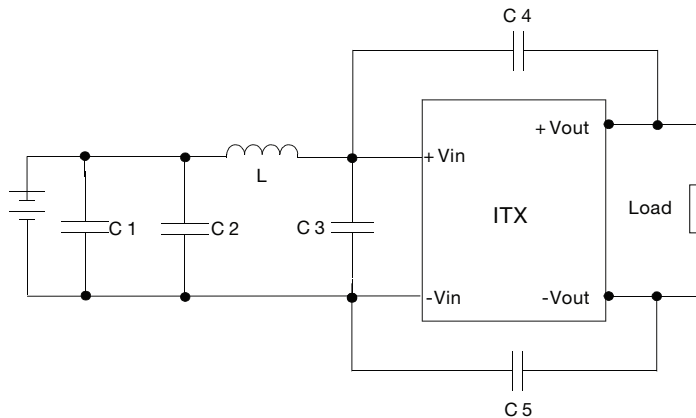 C 4
+ Vout
+ Vin
L
C 1
C 2
C 3
ITX
Load
-Vin
-Vout
C 5